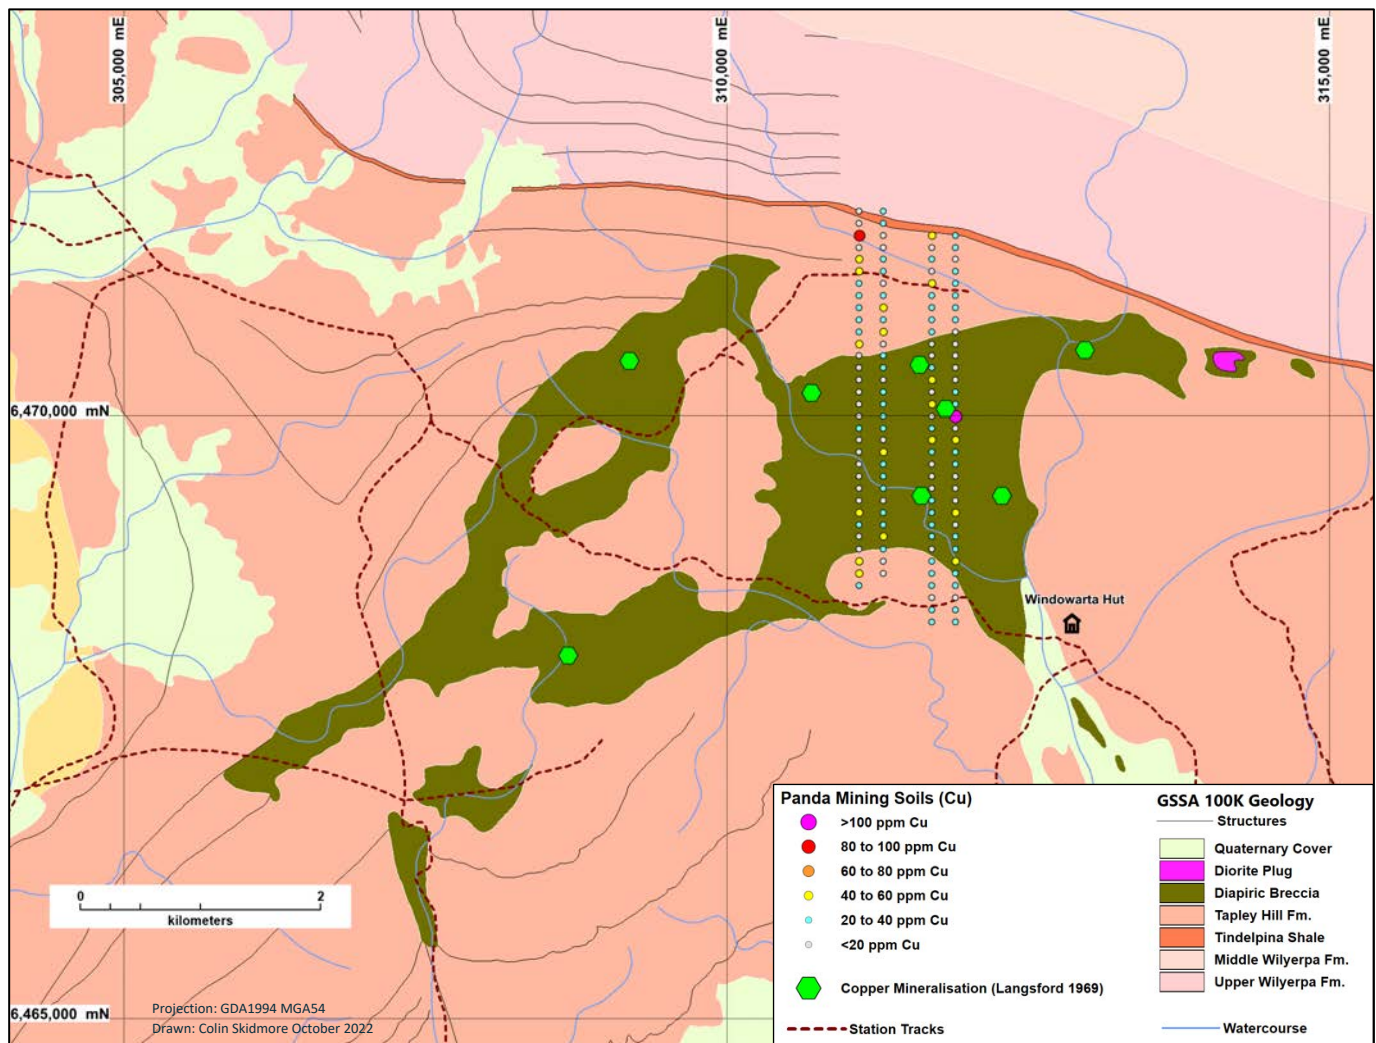 305,000 mE
310,000 mE
315,000 mE
6,470,000 mN
Windowarta Hut
Panda Mining Soils (Cu)
>100 ppm Cu
80 to 100 ppm Cu
60 to 80 ppm Cu
40 to 60 ppm Cu
20 to 40 ppm Cu
<20 ppm Cu
Copper Mineralisation (Langsford 1969)
Station Tracks
GSSA 100K Geology
Structures
Quaternary Cover
Diorite Plug
Diapiric Breccia
Tapley Hill Fm.
Tindelpina Shale
Middle Wilyerpa Fm.
Upper Wilyerpa Fm.
Watercourse
0 2
kilometers
Projection: GDA1994 MGA54
6,465,000 mN
Drawn: Colin Skidmore October 2022